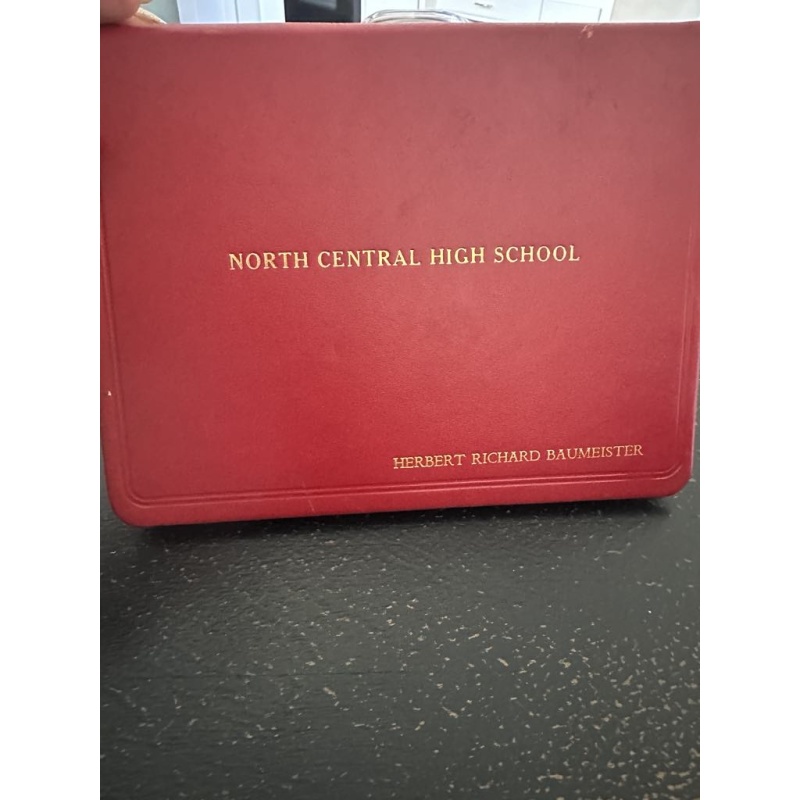 NORTH CENTRAL HIGH SCHOOL
HERBERT RICHARD BAUMEISTER